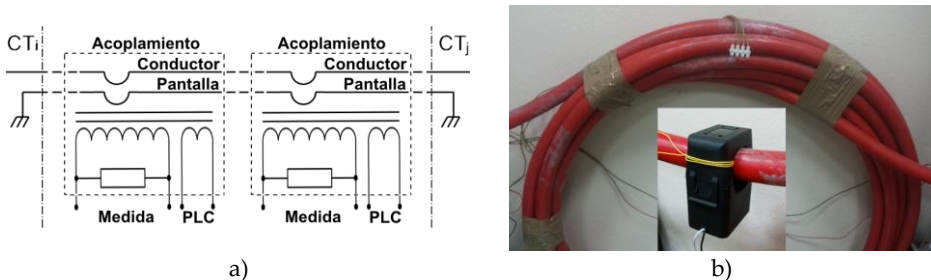 CTi
Acoplamiento
Conductor
Pantalla
Medida
PLC
Acoplamiento
Conductor
Pantalla
Medida
PLC
CTj
a)
b)